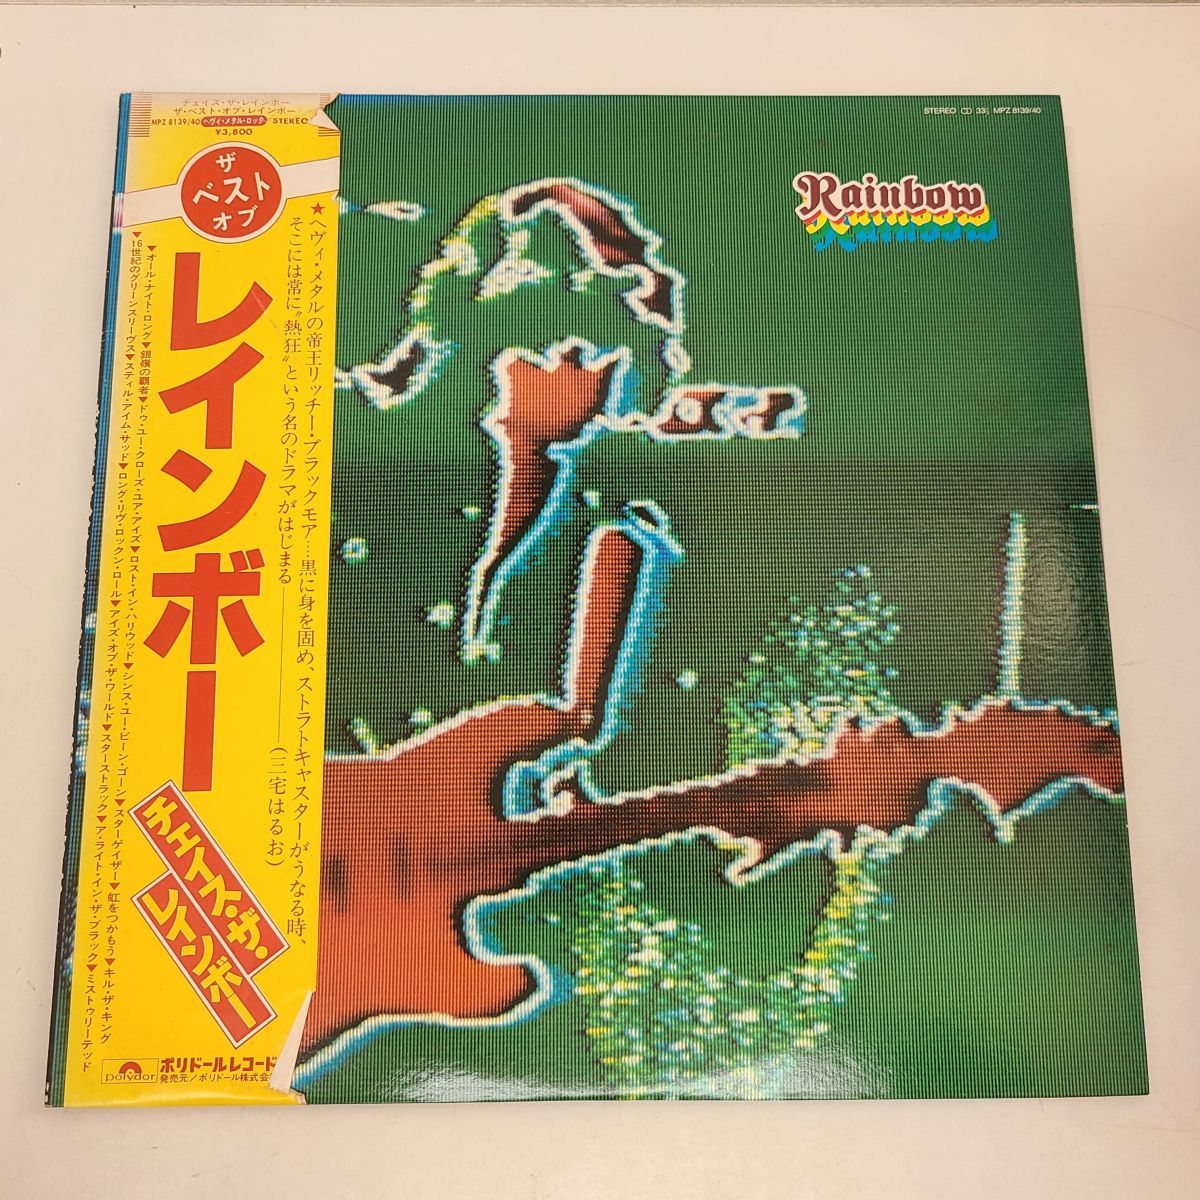 チェイス・ザ・レインボー
ザ・ベスト・オブ・レインボー
MPZ 8139/40 ヘヴィ・メタル・ロック STEREO
¥3,800
ザ
ベスト
オブ
レインボー
チェイス・ザ・
レインボー
★ヘヴィ・メタルの帝王リッチー・ブラックモア……黒に身を固め、ストラトキャスターがうなる時、
そこには常に〝熱狂〟という名のドラマがはじまる———(三宅はるお)
▼オール・ナイト・ロング▼銀嶺の覇者▼ドゥ・ユー・クローズ・ユア・アイズ▼ロスト・イン・ハリウッド▼シンス・ユー・ビーン・ゴーン▼スターゲイザー▼虹をつかもう▼キル・ザ・キング
▼16世紀のグリーンスリーヴス▼スティル・アイム・サッド▼ロング・リヴ・ロックン・ロール▼アイズ・オブ・ザ・ワールド▼スターストラック▼ア・ライト・イン・ザ・ブラック▼ミストゥリーテッド
polydor
ポリドールレコード
発売元/ポリドール株式会
STEREO 33⅓ MPZ 8139/40
Rainbow
Rainbow